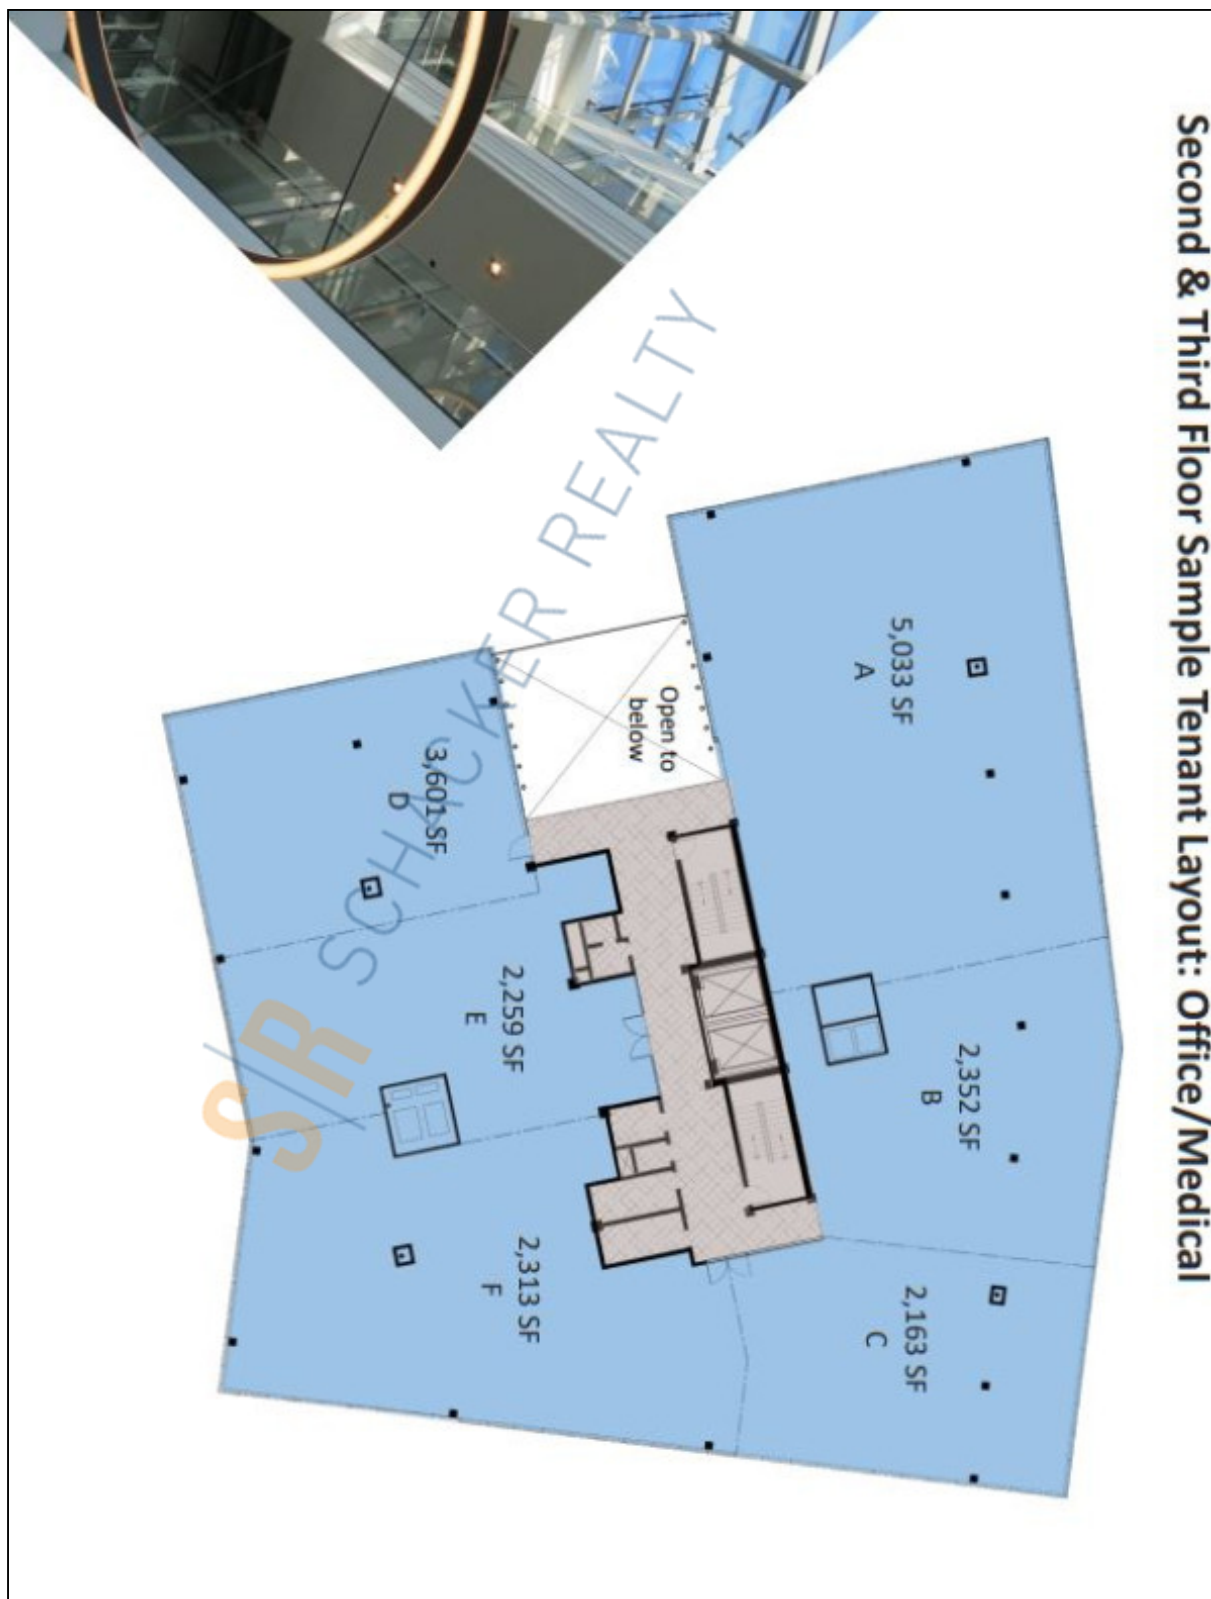 Second & Third Floor Sample Tenant Layout: Office/Medical
5,033 SF
A
2,352 SF
B
2,163 SF
C
Open to
below
3,601 SF
D
2,259 SF
E
2,313 SF
F
S/R SCHACKER REALTY